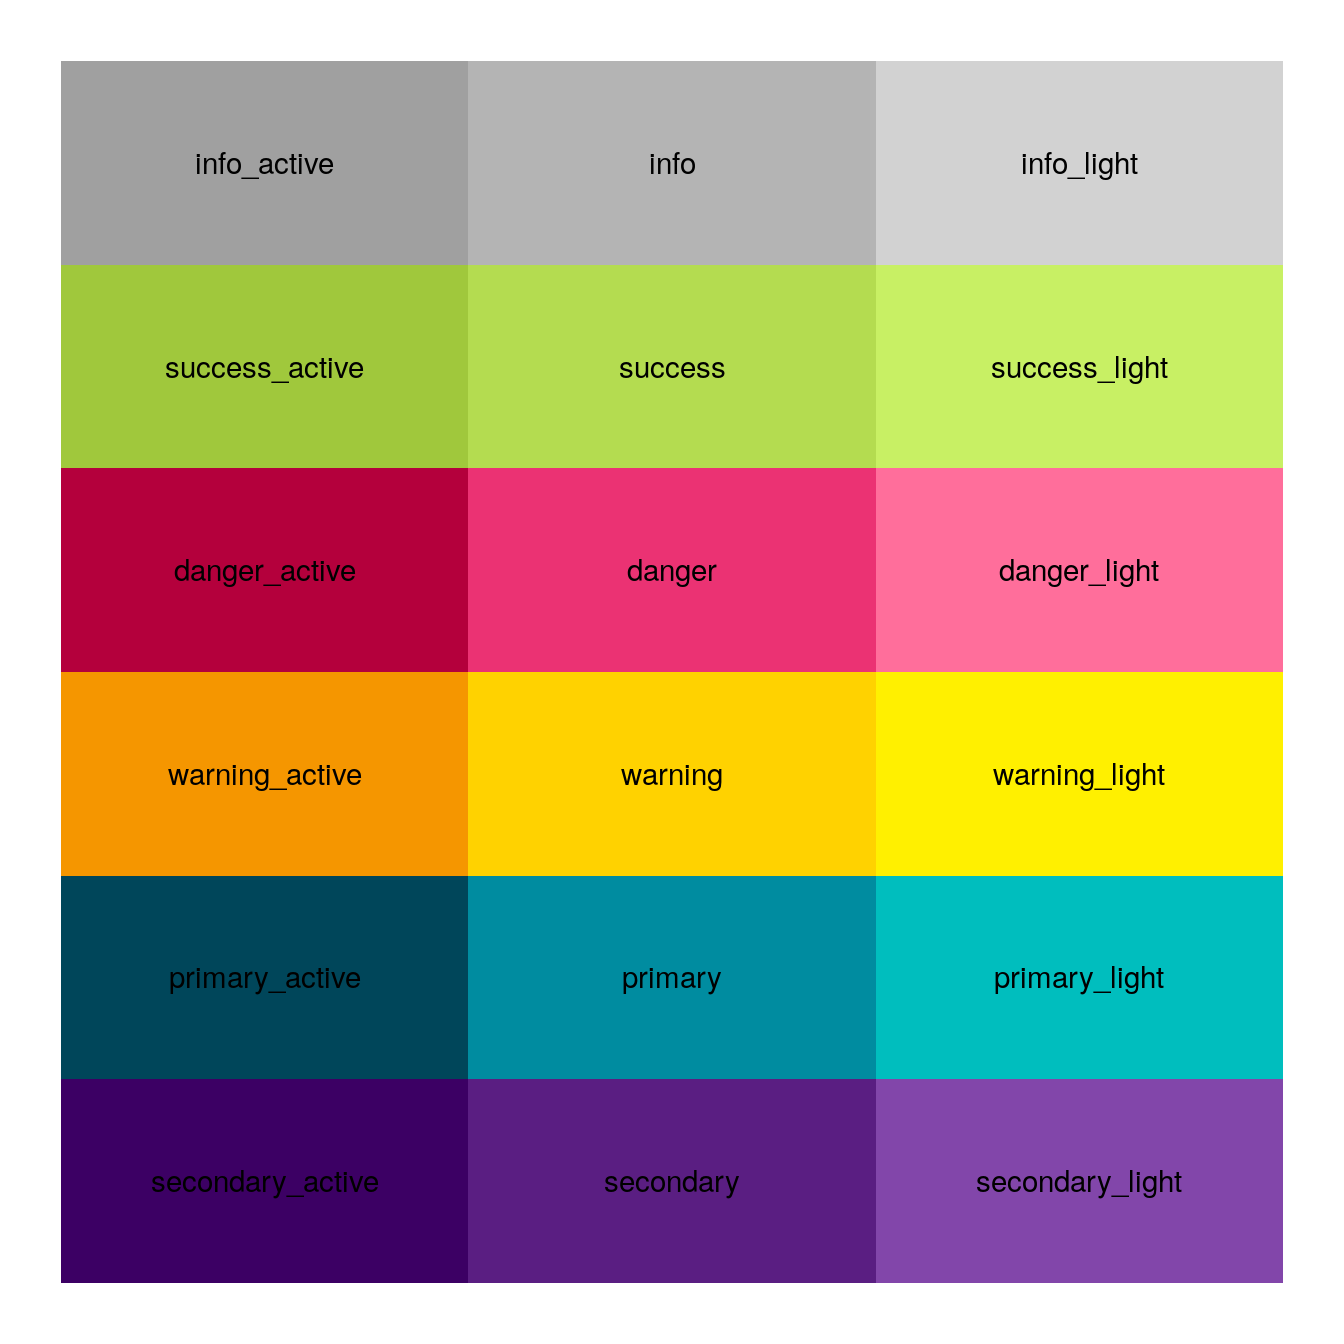 info_active info info_light
success_active success success_light
danger_active danger danger_light
warning_active warning warning_light
primary_active primary primary_light
secondary_active secondary secondary_light